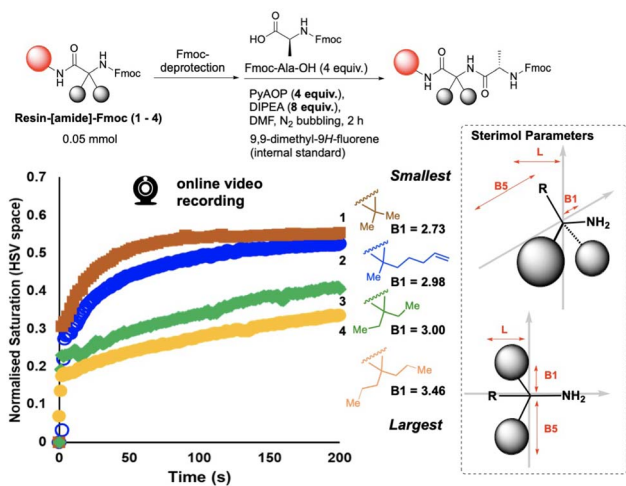 O
NH
Fmoc
Resin-[amide]-Fmoc (1 - 4)
0.05 mmol
Fmoc-
deprotection
O
HO
H
N
Fmoc
Fmoc-Ala-OH (4 equiv.)
PyAOP (4 equiv.),
DIPEA (8 equiv.),
DMF, N2 bubbling, 2 h
9,9-dimethyl-9H-fluorene
(internal standard)
O
N
H
H
N
O
N
H
Fmoc
Normalised Saturation (HSV space)
0.7
0.6
0.5
0.4
0.3
0.2
0.1
0
0 50 100 150 200
Time (s)
online video
recording
1
2
3
4
Smallest
Me Me
B1 = 2.73
Me
B1 = 2.98
Me
Me
B1 = 3.00
Me
Me
B1 = 3.46
Largest
Sterimol Parameters
L
B5
B1
R
NH2
L
B1
R
NH2
B5